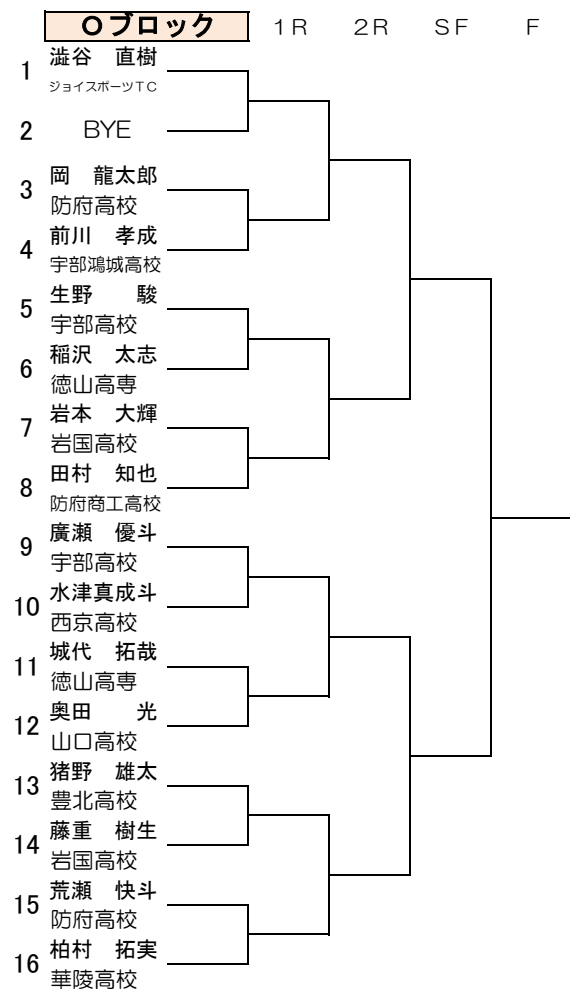 Oブロック 1R 2R SF F
1 澁谷 直樹
ジョイスポーツTC
2 BYE
3 岡 龍太郎
防府高校
4 前川 孝成
宇部鴻城高校
5 生野 駿
宇部高校
6 稲沢 太志
徳山高専
7 岩本 大輝
岩国高校
8 田村 知也
防府商工高校
9 廣瀬 優斗
宇部高校
10 水津真成斗
西京高校
11 城代 拓哉
徳山高専
12 奥田 光
山口高校
13 猪野 雄太
豊北高校
14 藤重 樹生
岩国高校
15 荒瀬 快斗
防府高校
16 柏村 拓実
華陵高校